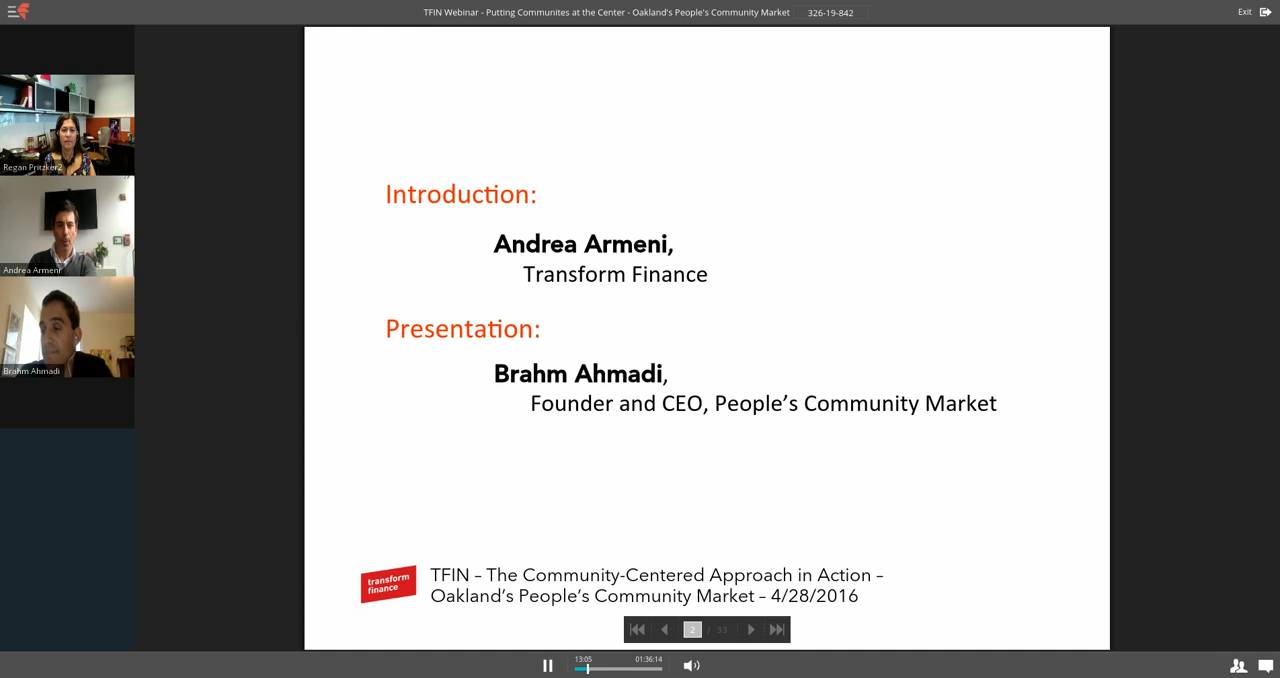 TFIN Webinar - Putting Communites at the Center - Oakland's People's Community Market
326-19-842
Exit
Regan Pritzker2
Andrea Armeni
Brahm Ahmadi
Introduction:
Andrea Armeni,
Transform Finance
Presentation:
Brahm Ahmadi,
Founder and CEO, People's Community Market
transform
finance
TFIN – The Community-Centered Approach in Action –
Oakland's People's Community Market – 4/28/2016
2 / 33
13:05
01:36:14